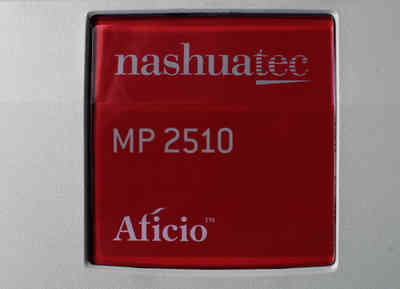 nashuatec
MP 2510
Aficio™